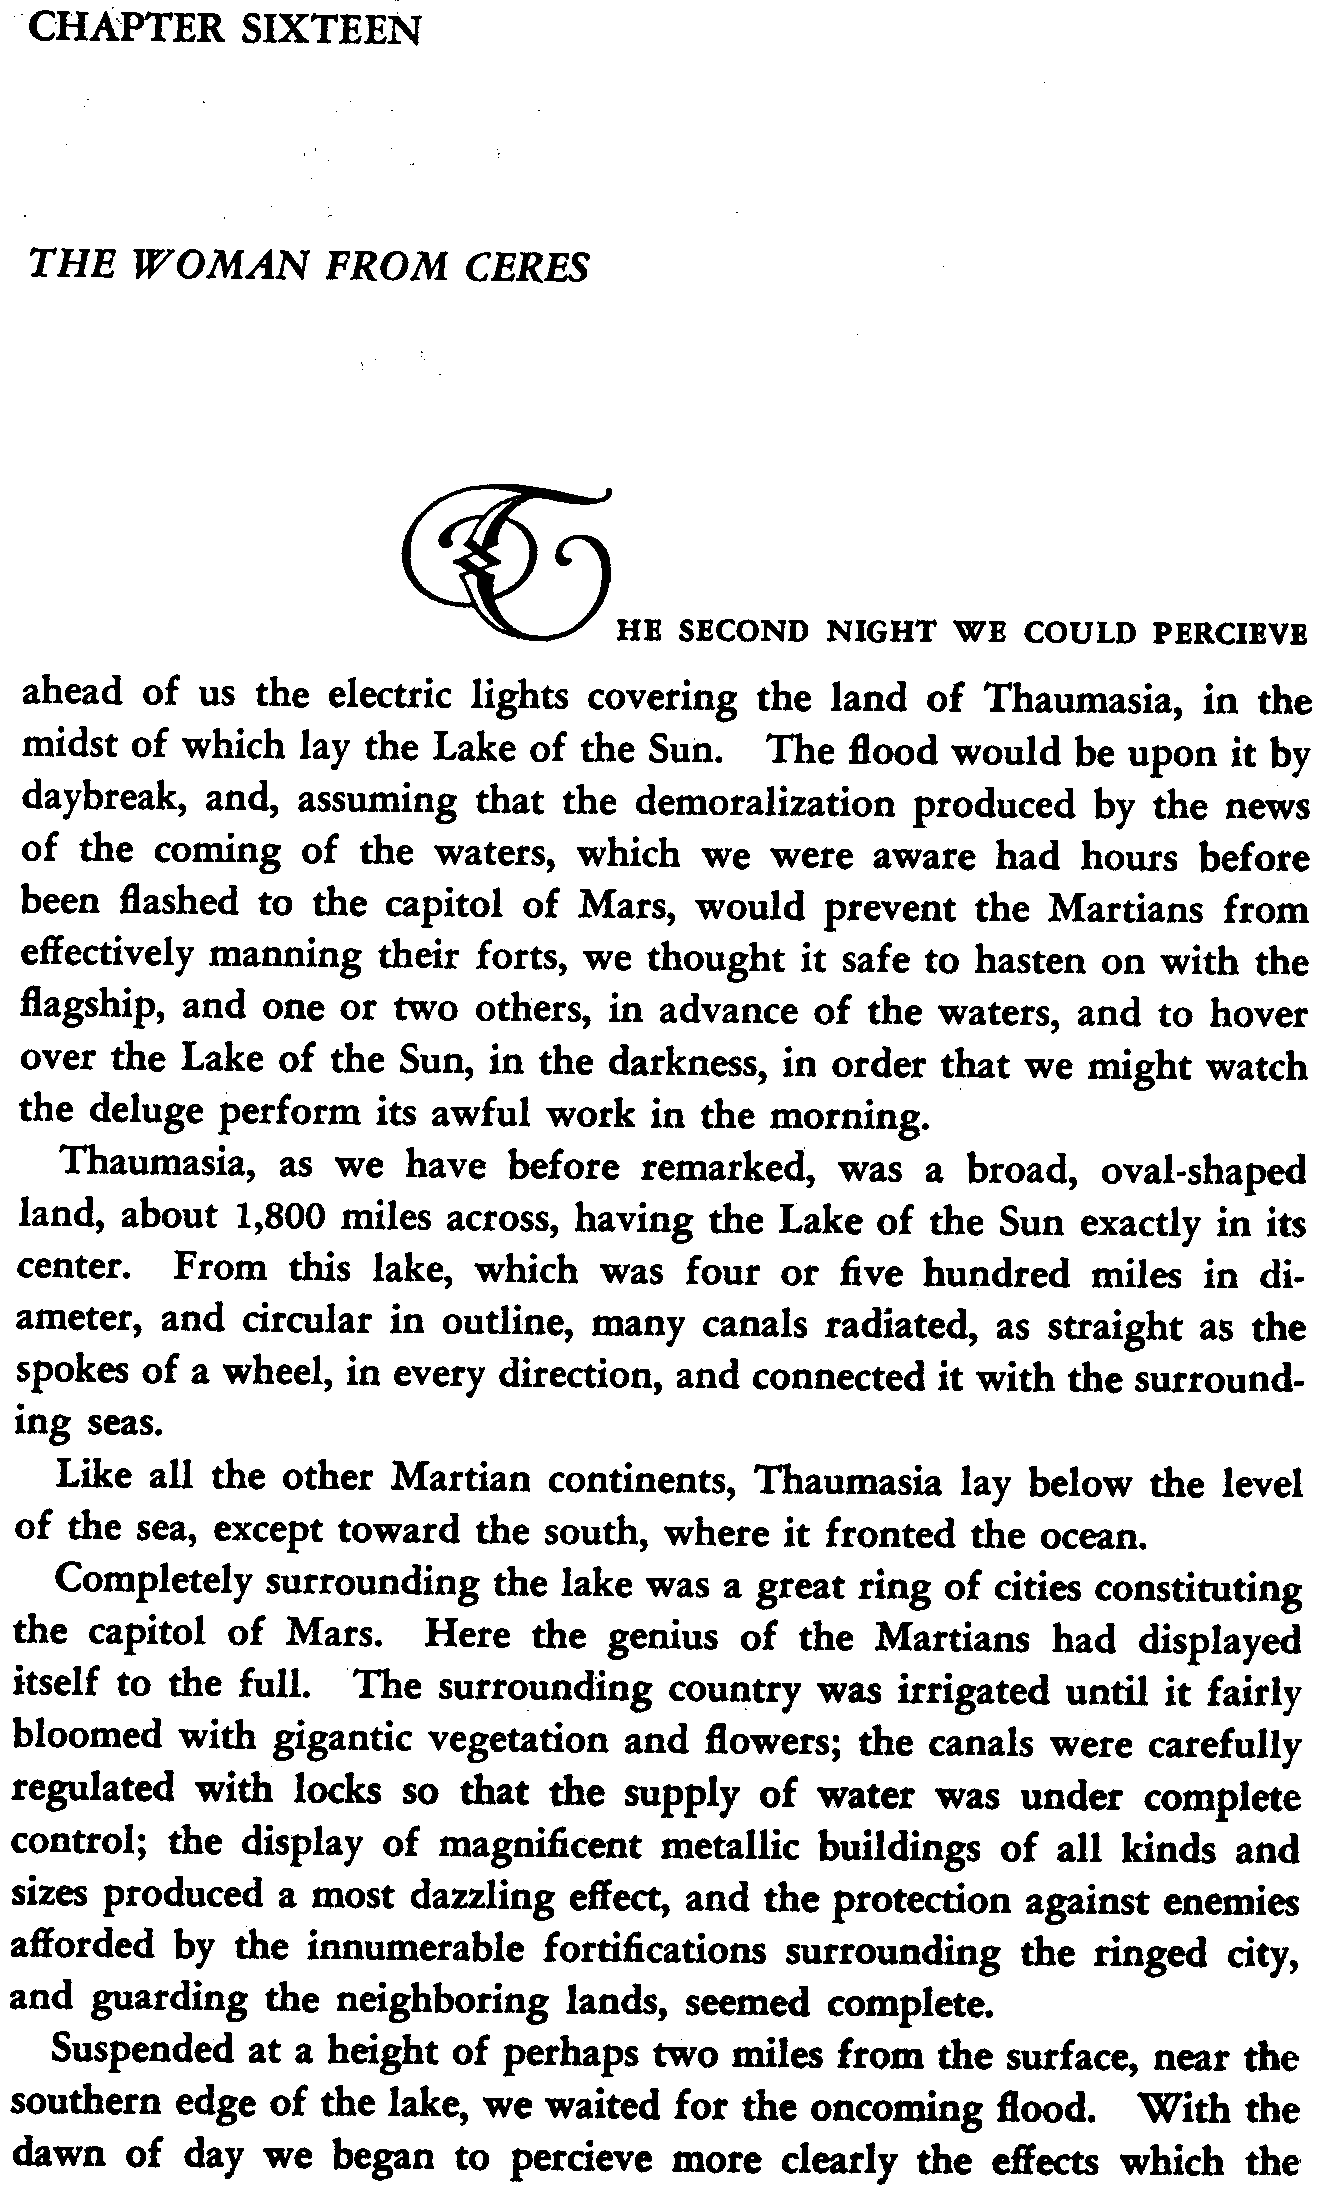 CHAPTER SIXTEEN
THE WOMAN FROM CERES
THE SECOND NIGHT WE COULD PERCIEVE
ahead of us the electric lights covering the land of Thaumasia, in the
midst of which lay the Lake of the Sun. The flood would be upon it by
daybreak, and, assuming that the demoralization produced by the news
of the coming of the waters, which we were aware had hours before
been flashed to the capitol of Mars, would prevent the Martians from
effectively manning their forts, we thought it safe to hasten on with the
flagship, and one or two others, in advance of the waters, and to hover
over the Lake of the Sun, in the darkness, in order that we might watch
the deluge perform its awful work in the morning.
Thaumasia, as we have before remarked, was a broad, oval-shaped
land, about 1,800 miles across, having the Lake of the Sun exactly in its
center. From this lake, which was four or five hundred miles in di-
ameter, and circular in outline, many canals radiated, as straight as the
spokes of a wheel, in every direction, and connected it with the surround-
ing seas.
Like all the other Martian continents, Thaumasia lay below the level
of the sea, except toward the south, where it fronted the ocean.
Completely surrounding the lake was a great ring of cities constituting
the capitol of Mars. Here the genius of the Martians had displayed
itself to the full. The surrounding country was irrigated until it fairly
bloomed with gigantic vegetation and flowers; the canals were carefully
regulated with locks so that the supply of water was under complete
control; the display of magnificent metallic buildings of all kinds and
sizes produced a most dazzling effect, and the protection against enemies
afforded by the innumerable fortifications surrounding the ringed city,
and guarding the neighboring lands, seemed complete.
Suspended at a height of perhaps two miles from the surface, near the
southern edge of the lake, we waited for the oncoming flood. With the
dawn of day we began to percieve more clearly the effects which the